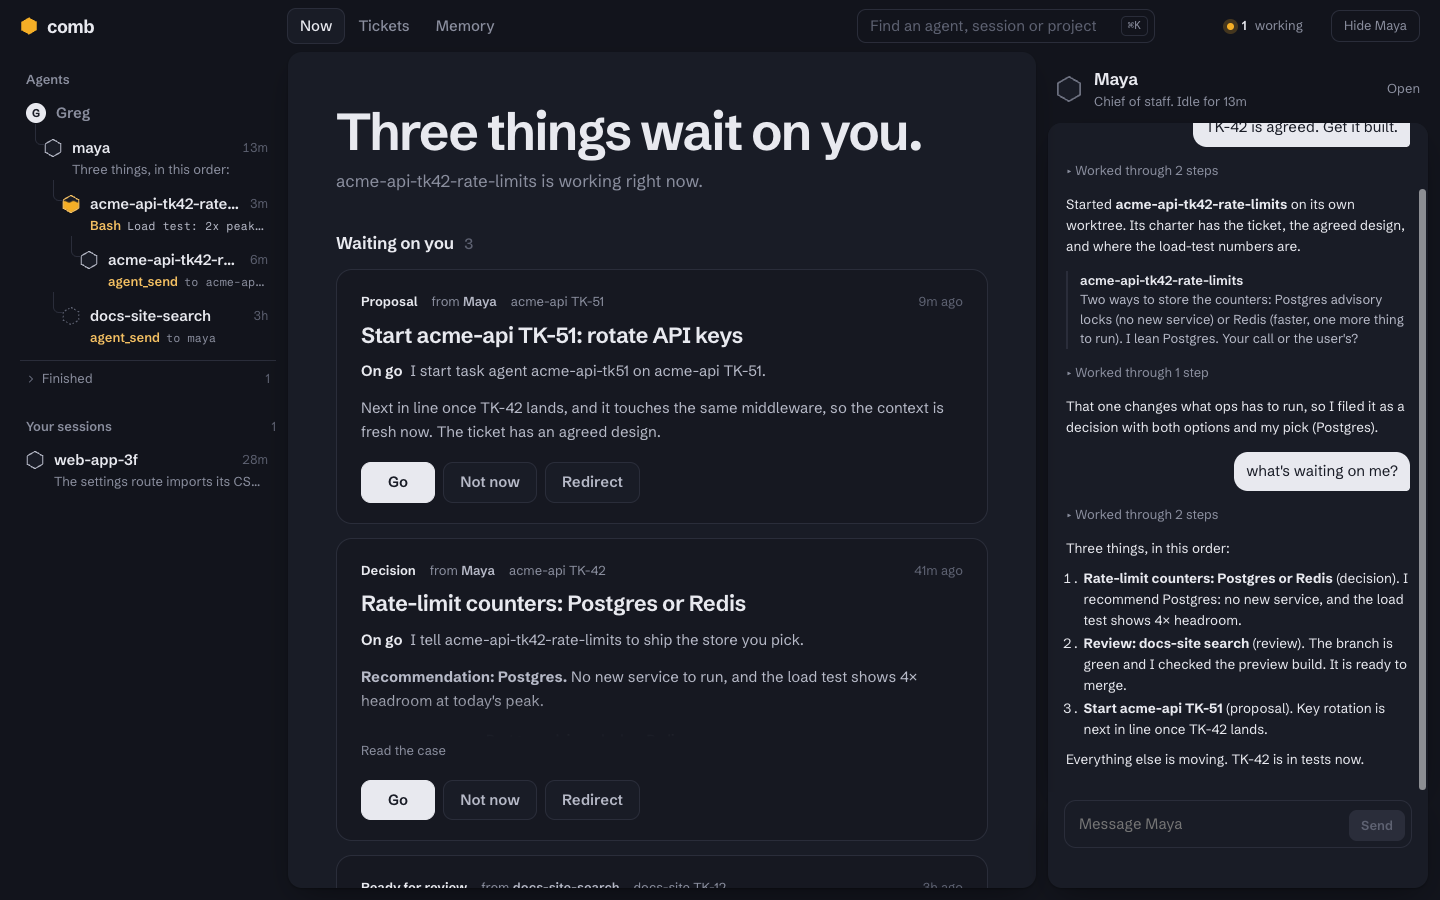 comb
Now
Tickets
Memory
Find an agent, session or project
⌘K
1 working
Hide Maya
Agents
G
Greg
maya
13m
Three things, in this order:
acme-api-tk42-rate...
3m
Bash Load test: 2x peak…
acme-api-tk42-r...
6m
agent_send to acme-ap…
docs-site-search
3h
agent_send to maya
Finished
1
Your sessions
1
web-app-3f
28m
The settings route imports its CS...
Three things wait on you.
acme-api-tk42-rate-limits is working right now.
Waiting on you 3
Proposal from Maya acme-api TK-51
9m ago
Start acme-api TK-51: rotate API keys
On go I start task agent acme-api-tk51 on acme-api TK-51.
Next in line once TK-42 lands, and it touches the same middleware, so the context is
fresh now. The ticket has an agreed design.
Go
Not now
Redirect
Decision from Maya acme-api TK-42
41m ago
Rate-limit counters: Postgres or Redis
On go I tell acme-api-tk42-rate-limits to ship the store you pick.
Recommendation: Postgres. No new service to run, and the load test shows 4×
headroom at today's peak.
Read the case
Go
Not now
Redirect
Ready for review from docs-site-search docs-site TK-12
3h ago
Maya
Chief of staff. Idle for 13m
Open
TK-42 is agreed. Get it built.
Worked through 2 steps
Started acme-api-tk42-rate-limits on its own
worktree. Its charter has the ticket, the agreed design,
and where the load-test numbers are.
acme-api-tk42-rate-limits
Two ways to store the counters: Postgres advisory
locks (no new service) or Redis (faster, one more thing
to run). I lean Postgres. Your call or the user's?
Worked through 1 step
That one changes what ops has to run, so I filed it as a
decision with both options and my pick (Postgres).
what's waiting on me?
Worked through 2 steps
Three things, in this order:
1. Rate-limit counters: Postgres or Redis (decision). I
recommend Postgres: no new service, and the load
test shows 4× headroom.
2. Review: docs-site search (review). The branch is
green and I checked the preview build. It is ready to
merge.
3. Start acme-api TK-51 (proposal). Key rotation is
next in line once TK-42 lands.
Everything else is moving. TK-42 is in tests now.
Message Maya
Send